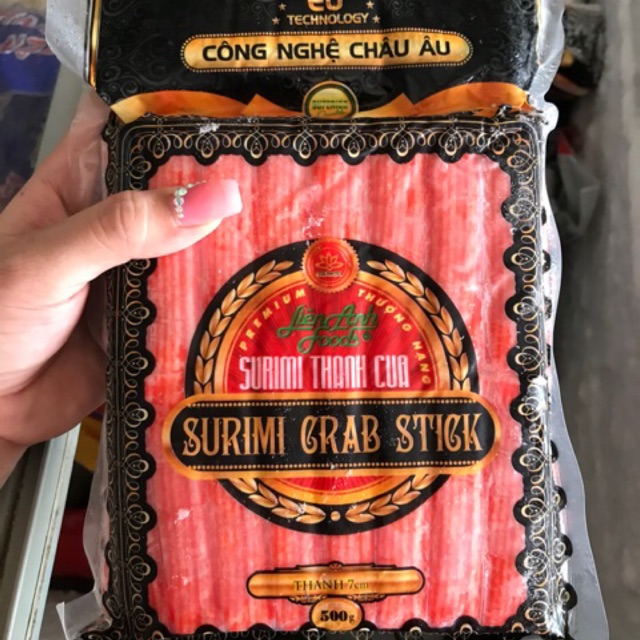 EU
TECHNOLOGY
CÔNG NGHỆ CHÂU ÂU
PREMIUM THƯỢNG HẠNG
Liên Anh
Foods®
SURIMI THANH CUA
SURIMI CRAB STICK
THANH 7cm
500g